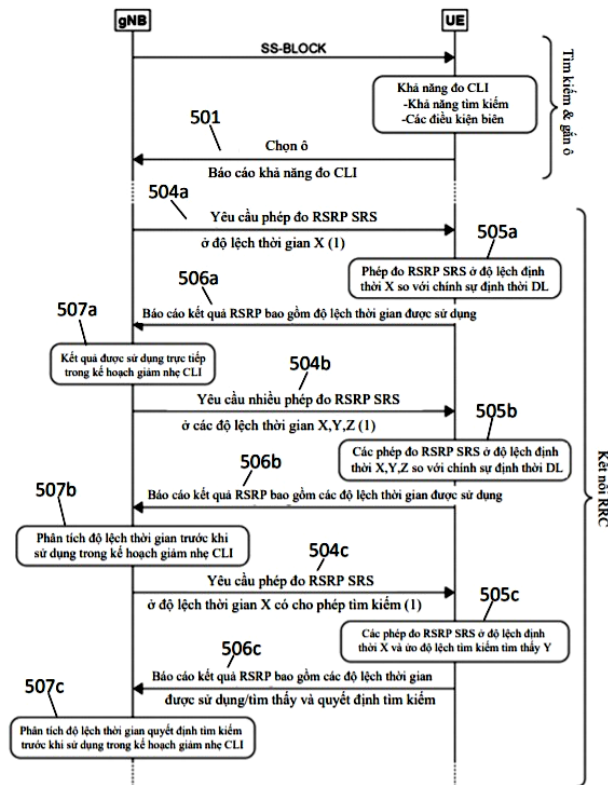 gNB
UE
SS-BLOCK
Khả năng đo CLI
-Khả năng tìm kiếm
-Các điều kiện biên
Tìm kiếm & gắn ô
501
Chọn ô
Báo cáo khả năng đo CLI
504a
Yêu cầu phép đo RSRP SRS
ở độ lệch thời gian X (1)
505a
Phép đo RSRP SRS ở độ lệch định
thời X so với chính sự định thời DL
506a
Báo cáo kết quả RSRP bao gồm độ lệch thời gian được sử dụng
507a
Kết quả được sử dụng trực tiếp
trong kế hoạch giảm nhẹ CLI
504b
Yêu cầu nhiều phép đo RSRP SRS
ở các độ lệch thời gian X,Y,Z (1)
505b
Các phép đo RSRP SRS ở độ lệch định
thời X,Y,Z so với chính sự định thời DL
Kết nối RRC
506b
Báo cáo kết quả RSRP bao gồm các độ lệch thời gian được sử dụng
507b
Phân tích độ lệch thời gian trước khi
sử dụng trong kế hoạch giảm nhẹ CLI
504c
Yêu cầu phép đo RSRP SRS
ở độ lệch thời gian X có cho phép tìm kiếm (1)
505c
Các phép đo RSRP SRS ở độ lệch định
thời X và ửo độ lệch tìm kiếm tìm thấy Y
506c
Báo cáo kết quả RSRP bao gồm các độ lệch thời gian
được sử dụng/tìm thấy và quyết định tìm kiếm
507c
Phân tích độ lệch thời gian quyết định tìm kiếm
trước khi sử dụng trong kế hoạch giảm nhẹ CLI